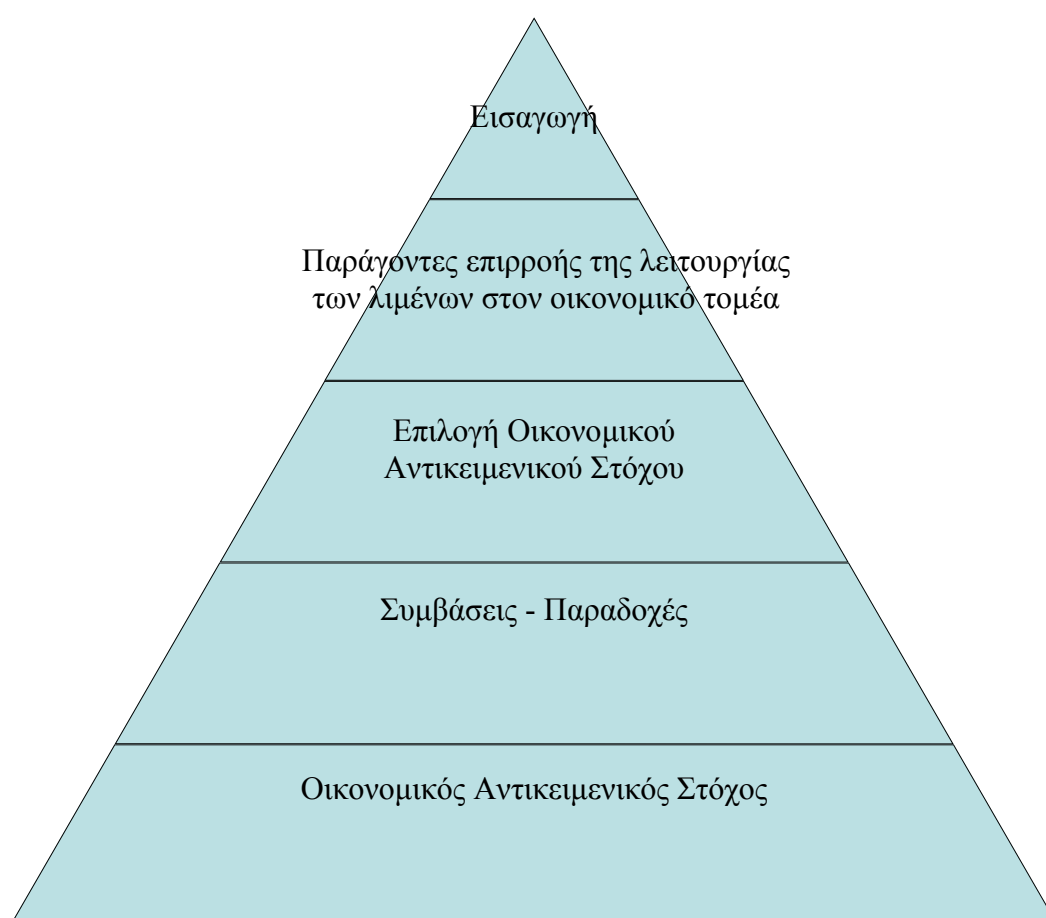 Εισαγωγή
Παράγοντες επιρροής της λειτουργίας
των λιμένων στον οικονομικό τομέα
Επιλογή Οικονομικού
Αντικειμενικού Στόχου
Συμβάσεις - Παραδοχές
Οικονομικός Αντικειμενικός Στόχος